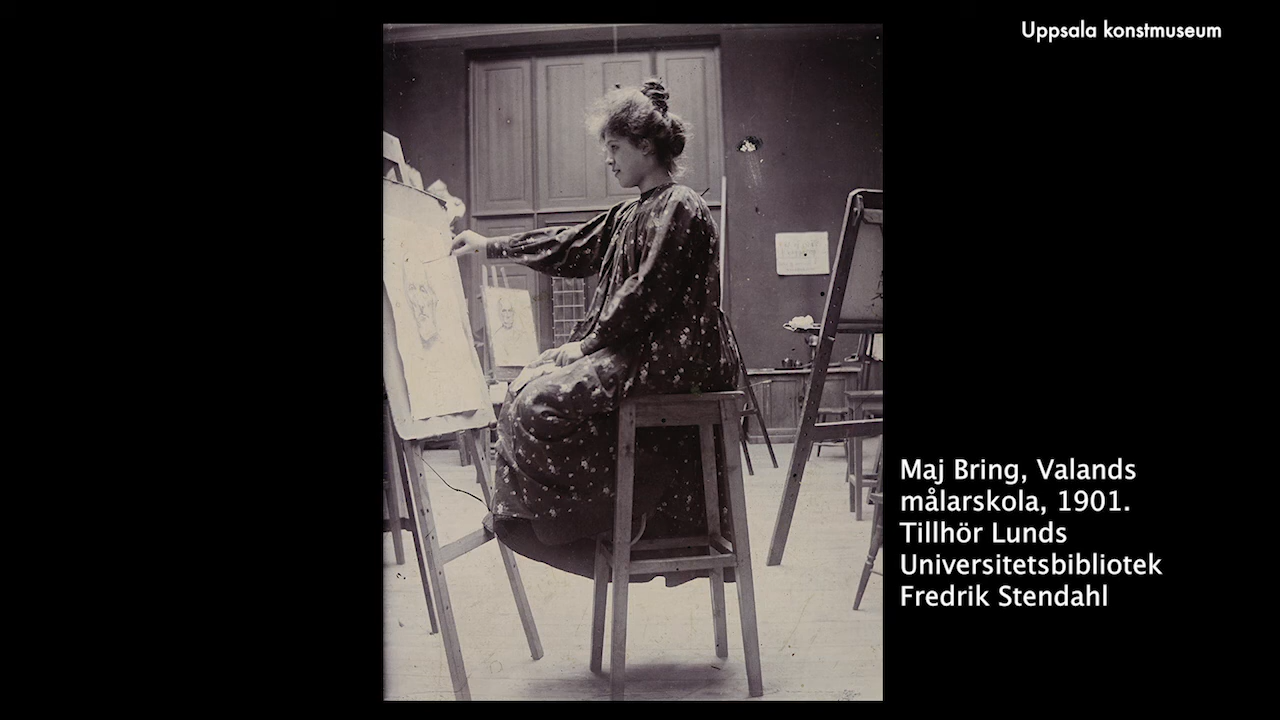 Uppsala konstmuseum
Maj Bring, Valands
målarskola, 1901.
Tillhör Lunds
Universitetsbibliotek
Fredrik Stendahl